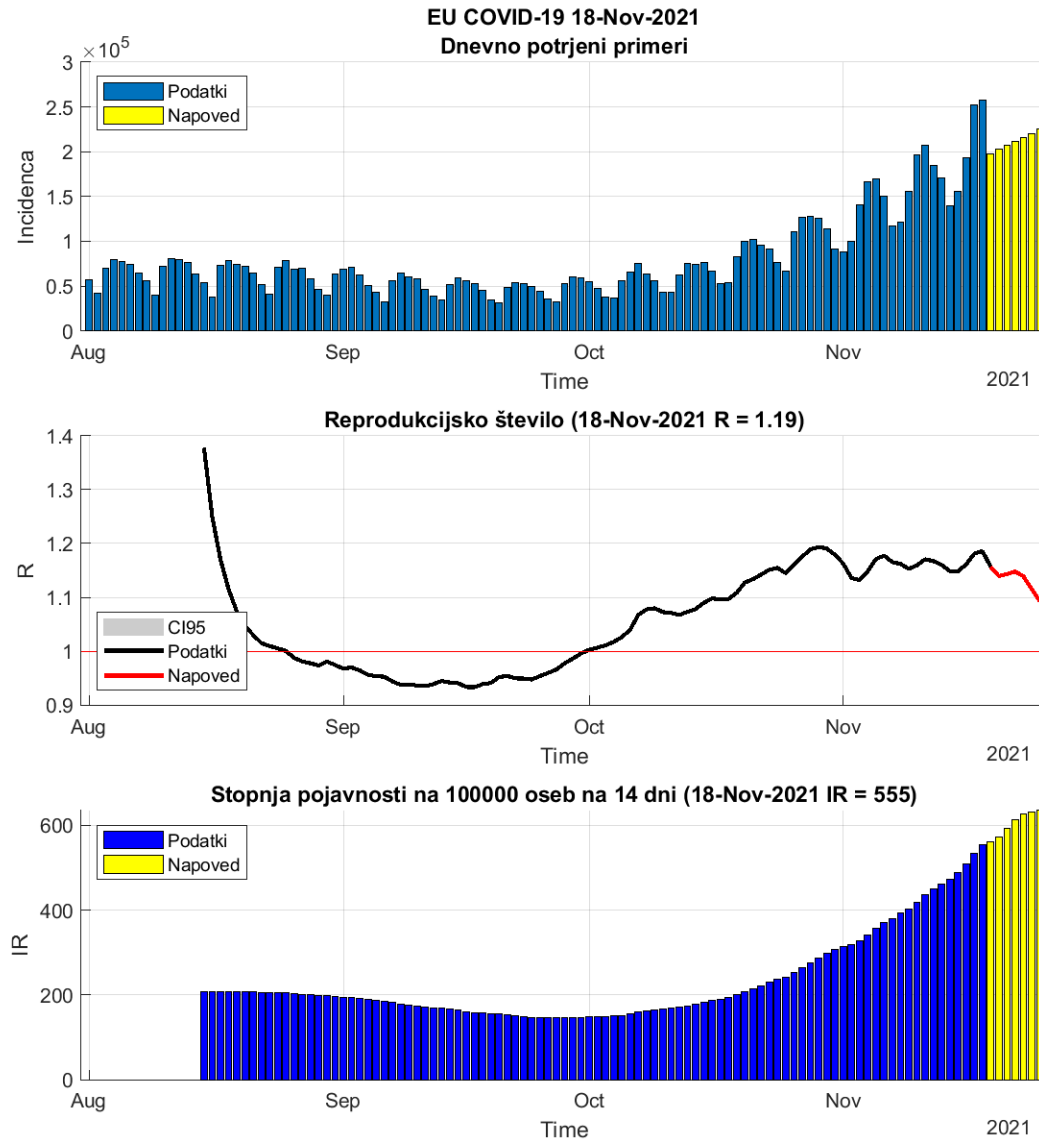 EU COVID-19 18-Nov-2021
Dnevno potrjeni primeri
×10^5
3
2.5
2
1.5
1
0.5
0
Incidenca
Podatki
Napoved
Aug
Sep
Oct
Nov
Time
2021
Reprodukcijsko število (18-Nov-2021 R = 1.19)
1.4
1.3
1.2
1.1
1
0.9
R
CI95
Podatki
Napoved
Aug
Sep
Oct
Nov
Time
2021
Stopnja pojavnosti na 100000 oseb na 14 dni (18-Nov-2021 IR = 555)
600
400
200
0
IR
Podatki
Napoved
Aug
Sep
Oct
Nov
Time
2021